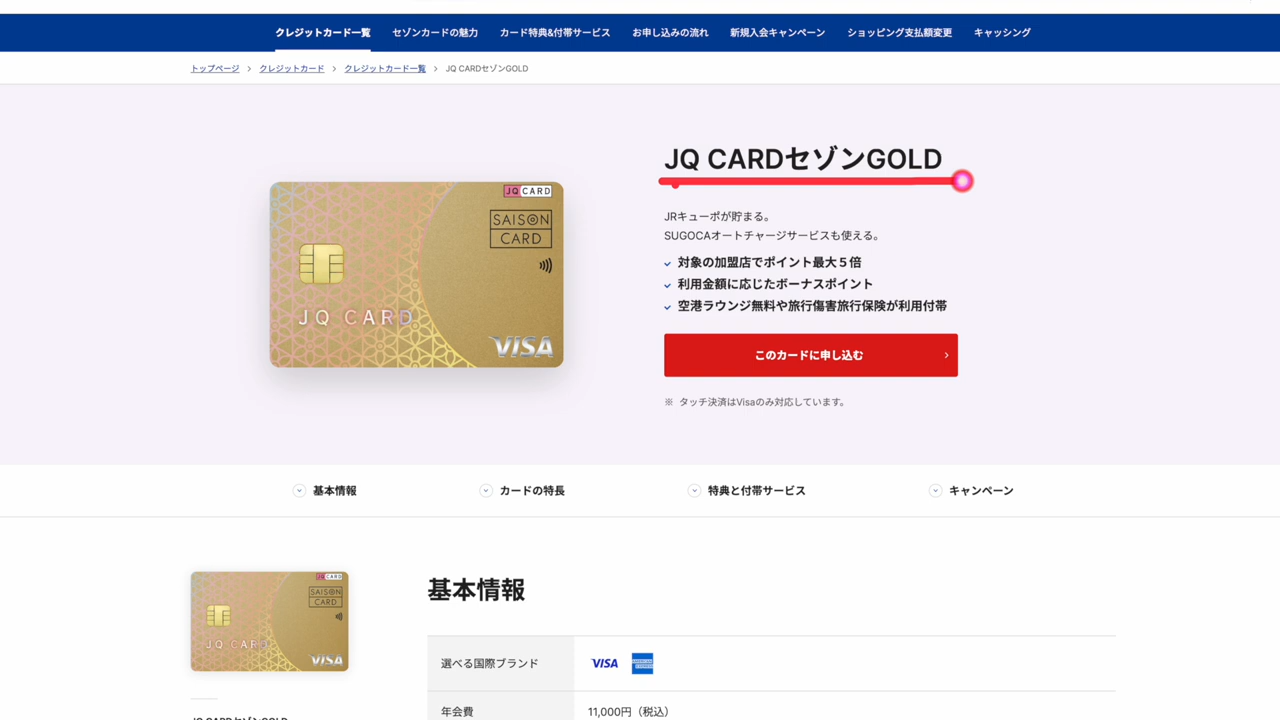 クレジットカード一覧 セゾンカードの魅力 カード特典&付帯サービス お申し込みの流れ 新規入会キャンペーン ショッピング支払額変更 キャッシング
トップページ > クレジットカード > クレジットカード一覧 > JQ CARDセゾンGOLD
JQ CARDセゾンGOLD
JRキューポが貯まる。
SUGOCAオートチャージサービスも使える。
対象の加盟店でポイント最大５倍
利用金額に応じたボーナスポイント
空港ラウンジ無料や旅行傷害旅行保険が利用付帯
このカードに申し込む
※ タッチ決済はVisaのみ対応しています。
JQ CARD
SAISON
CARD
JQ CARD
VISA
基本情報 カードの特長 特典と付帯サービス キャンペーン
JQ CARD
SAISON
CARD
JQ CARD
VISA
JQ CARDセゾンGOLD
基本情報
選べる国際ブランド VISA AMERICAN EXPRESS
年会費 11,000円（税込）